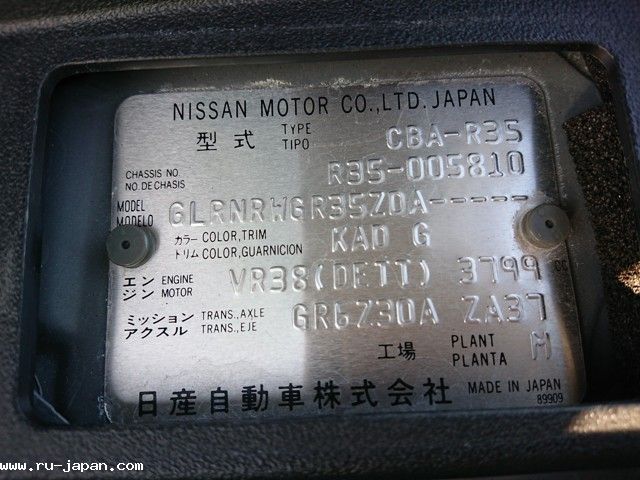 NISSAN MOTOR CO.,LTD. JAPAN
型式 TYPE TIPO CBA-R35
CHASSIS NO. NO. DE CHASIS R35-005810
MODEL MODELO GLRNRWGR35ZDA-----
カラー COLOR,TRIM トリム COLOR,GUARNICION KAD G
エンジン ENGINE MOTOR VR38(DETT) 3799 cc
ミッション TRANS.,AXLE アクスル TRANS.,EJE GR6Z30A ZA37
工場 PLANT PLANTA M
日産自動車株式会社 MADE IN JAPAN
89909
www.ru-japan.com